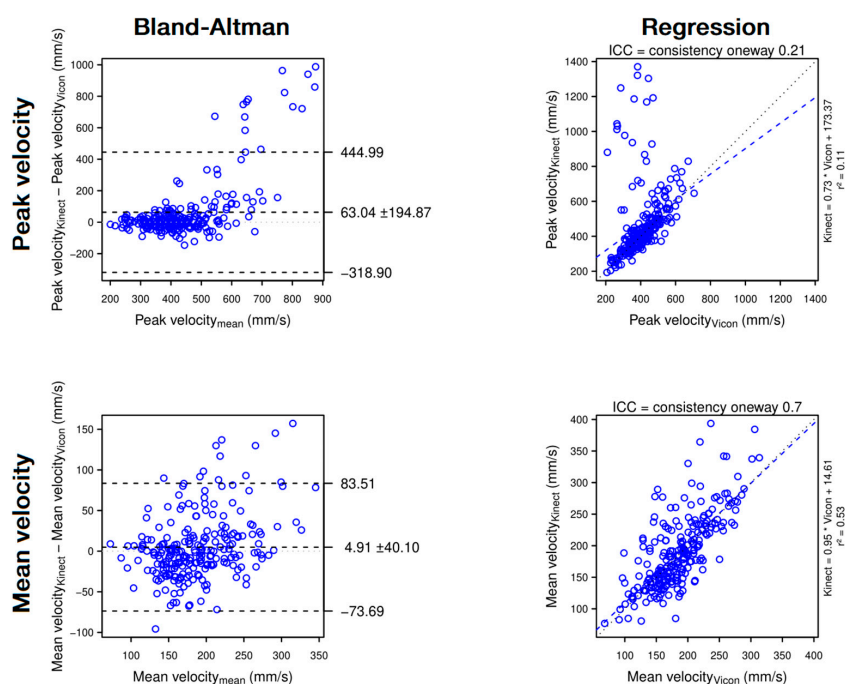 Bland-Altman
Regression
Peak velocity
Peak velocityKinect − Peak velocityVicon (mm/s)
1000
800
600
400
200
0
−200
444.99
63.04 ±194.87
−318.90
200 300 400 500 600 700 800 900
Peak velocitymean (mm/s)
ICC = consistency oneway 0.21
Peak velocityKinect (mm/s)
1400
1200
1000
800
600
400
200
200 400 600 800 1000 1200 1400
Peak velocityVicon (mm/s)
Kinect = 0.73 * Vicon + 173.37
r² = 0.11
Mean velocity
Mean velocityKinect − Mean velocityVicon (mm/s)
150
100
50
0
−50
−100
83.51
4.91 ±40.10
−73.69
100 150 200 250 300 350
Mean velocitymean (mm/s)
ICC = consistency oneway 0.7
Mean velocityKinect (mm/s)
400
350
300
250
200
150
100
100 150 200 250 300 350 400
Mean velocityVicon (mm/s)
Kinect = 0.95 * Vicon + 14.61
r² = 0.53